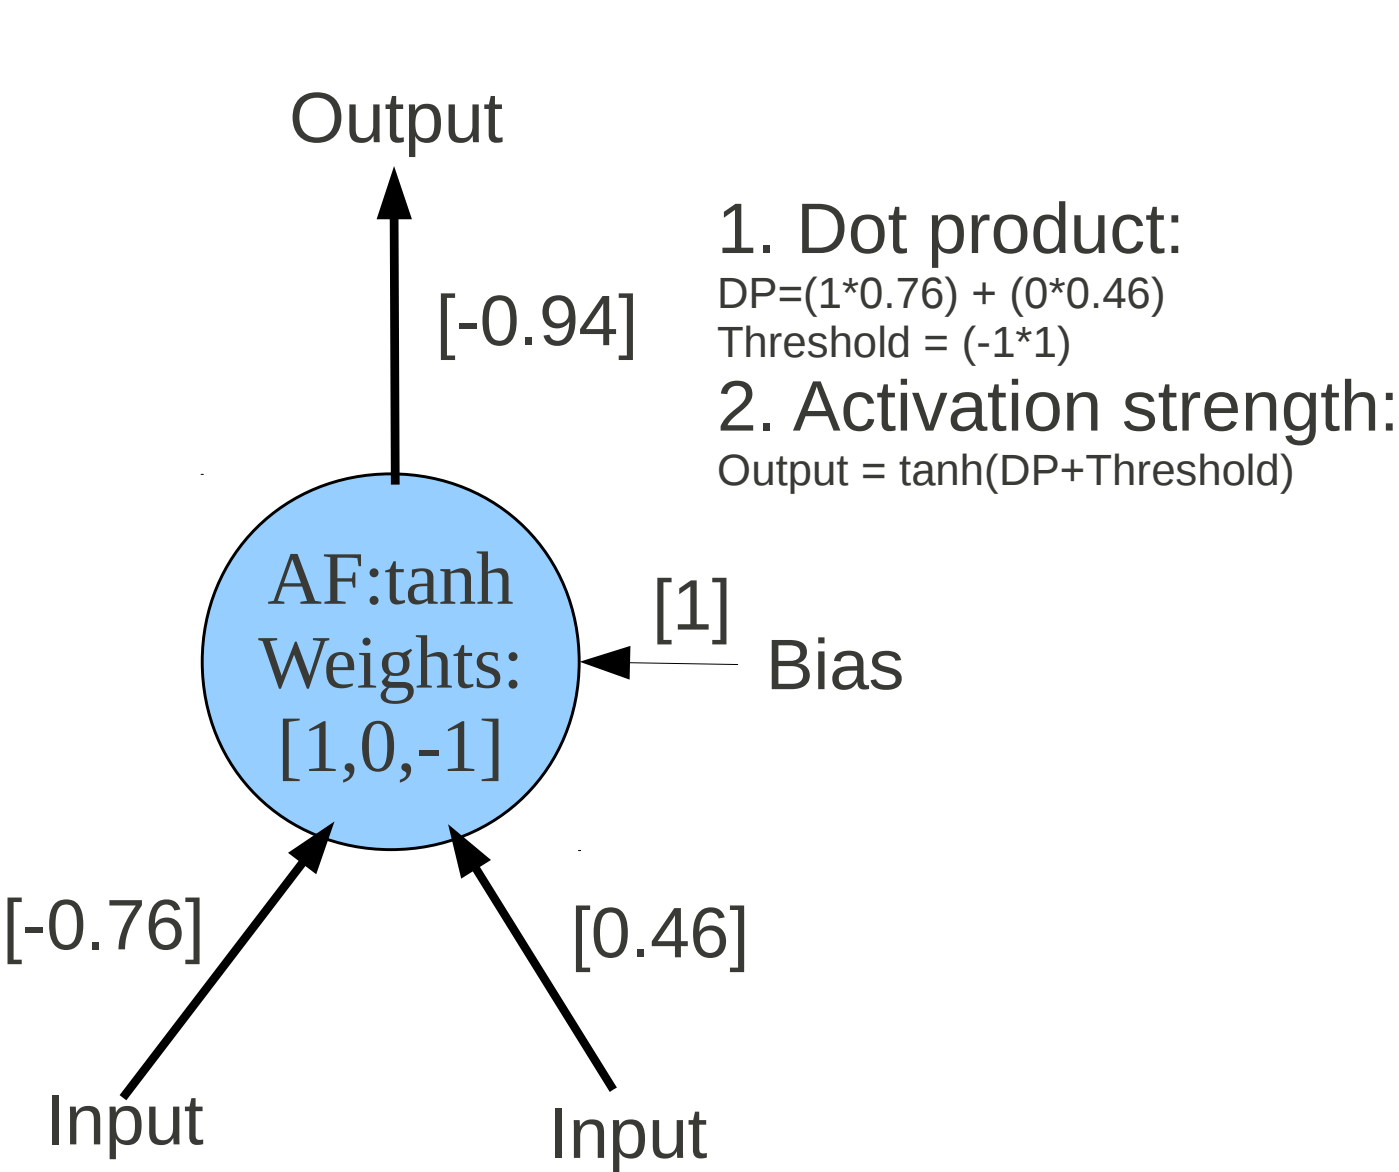 Output
[-0.94]
1. Dot product:
DP=(1*0.76) + (0*0.46)
Threshold = (-1*1)
2. Activation strength:
Output = tanh(DP+Threshold)
AF:tanh
Weights:
[1,0,-1]
[1]
Bias
[-0.76]
[0.46]
Input
Input